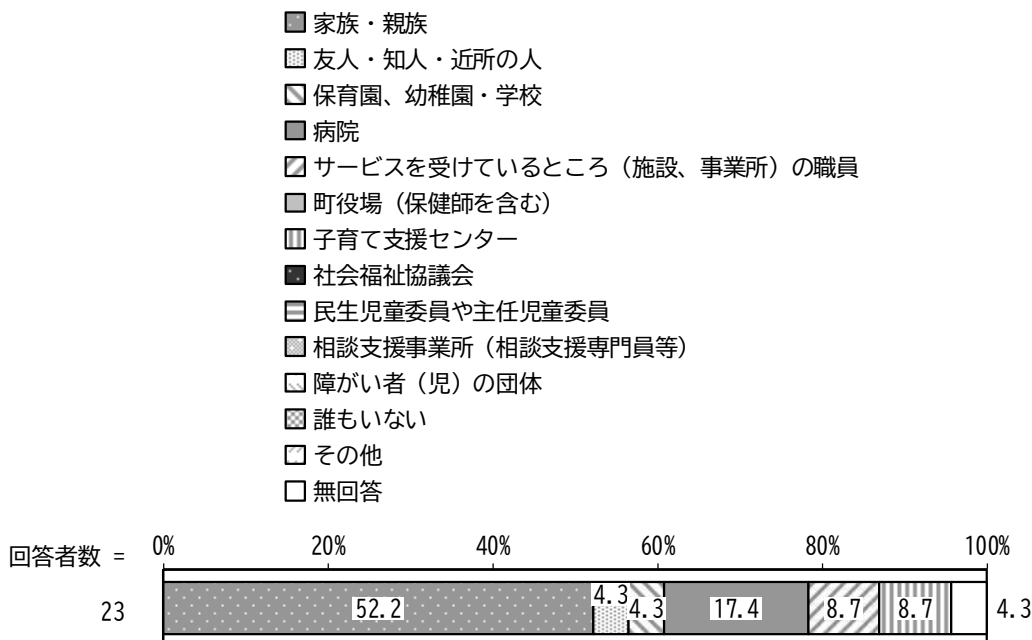 家族・親族
友人・知人・近所の人
保育園、幼稚園・学校
病院
サービスを受けているところ（施設、事業所）の職員
町役場（保健師を含む）
子育て支援センター
社会福祉協議会
民生児童委員や主任児童委員
相談支援事業所（相談支援専門員等）
障がい者（児）の団体
誰もいない
その他
無回答
回答者数 = 0% 20% 40% 60% 80% 100%
23 52.2 4.3 4.3 17.4 8.7 8.7 4.3